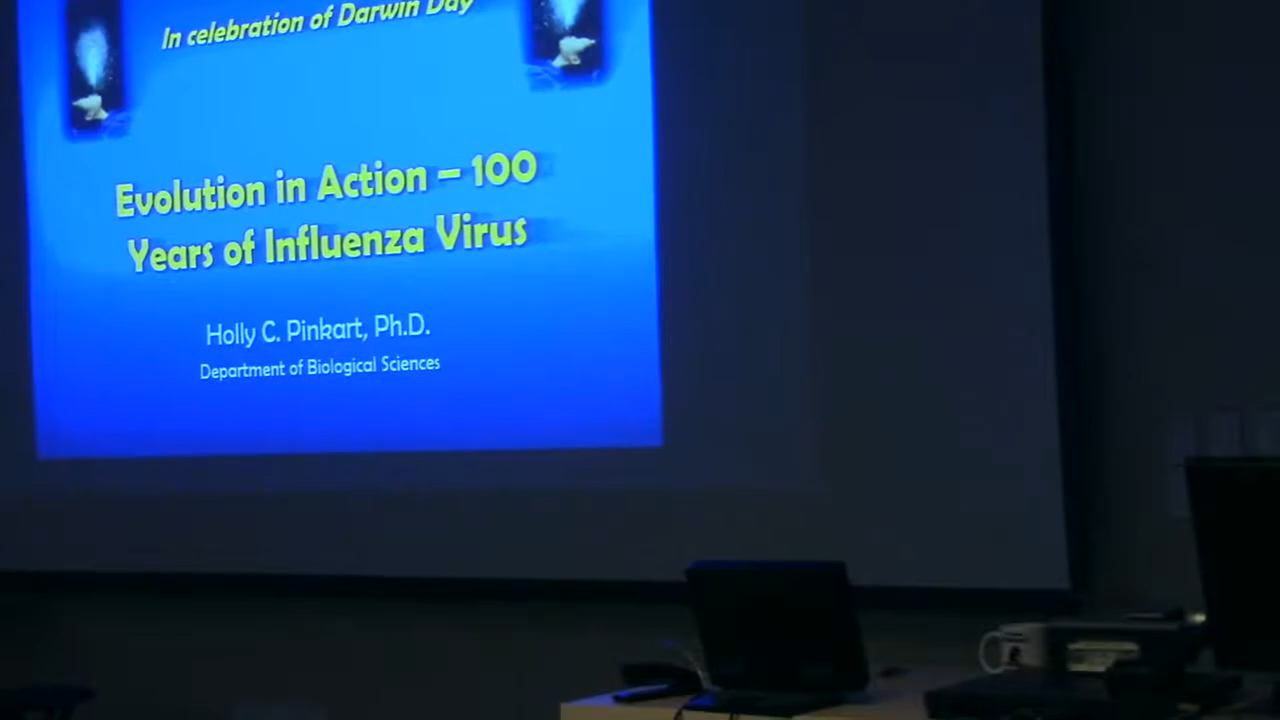 In celebration of Darwin Day
Evolution in Action – 100
Years of Influenza Virus
Holly C. Pinkart, Ph.D.
Department of Biological Sciences